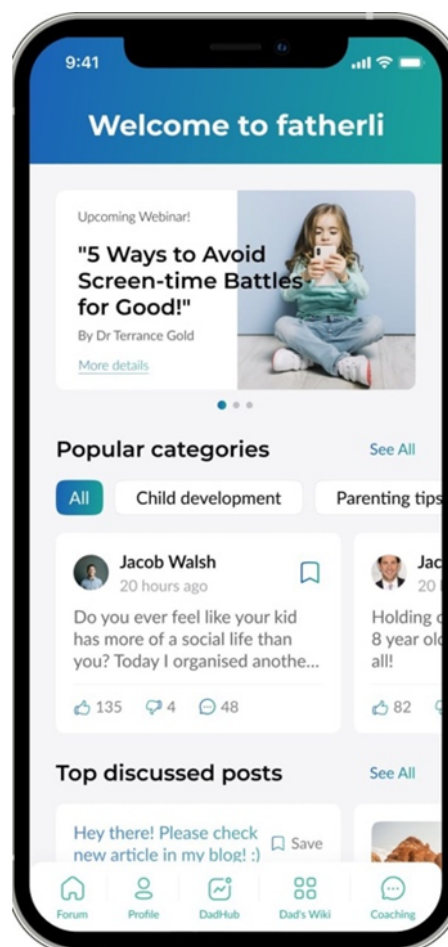 9:41
Welcome to fatherli
Upcoming Webinar!
"5 Ways to Avoid
Screen-time Battles
for Good!"
By Dr Terrance Gold
More details
Popular categories
See All
All
Child development
Parenting tips
Jacob Walsh
20 hours ago
Do you ever feel like your kid
has more of a social life than
you? Today I organised anothe...
135
4
48
Jac
20
Holding
8 year old
all!
82
Top discussed posts
See All
Hey there! Please check
new article in my blog! :)
Save
Forum
Profile
DadHub
Dad's Wiki
Coaching